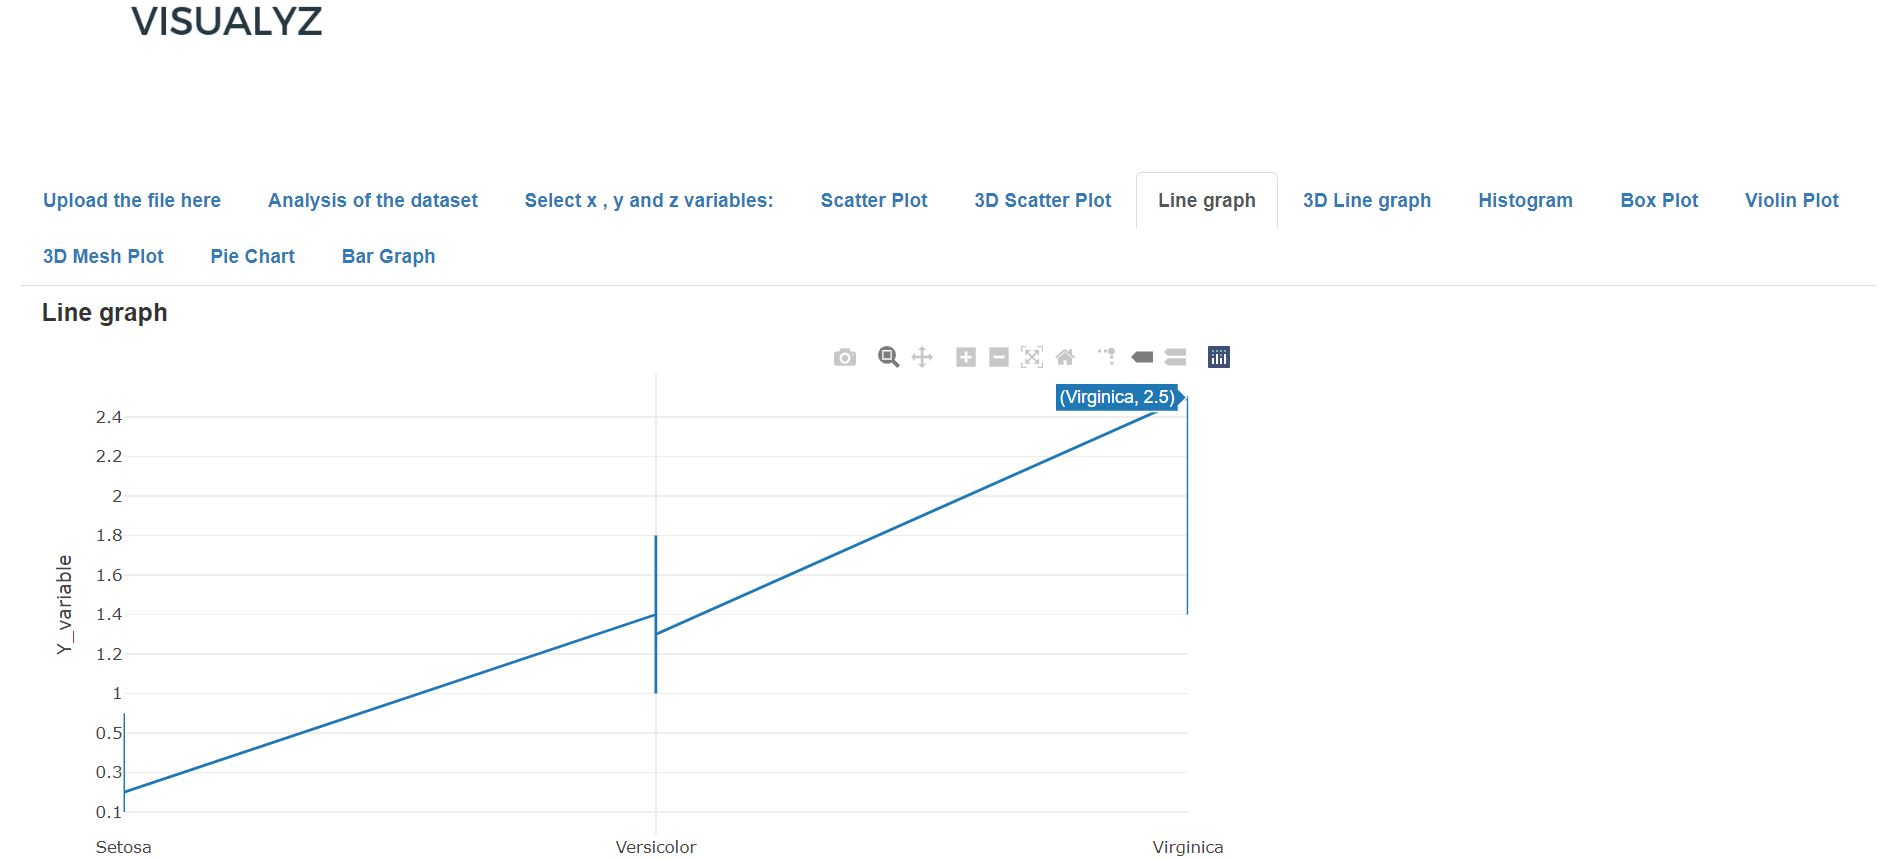 VISUALYZ
Upload the file here Analysis of the dataset Select x , y and z variables: Scatter Plot 3D Scatter Plot Line graph 3D Line graph Histogram Box Plot Violin Plot
3D Mesh Plot Pie Chart Bar Graph
Line graph
(Virginica, 2.5)
2.4
2.2
2
1.8
1.6
1.4
1.2
1
0.5
0.3
0.1
Y_variable
Setosa Versicolor Virginica